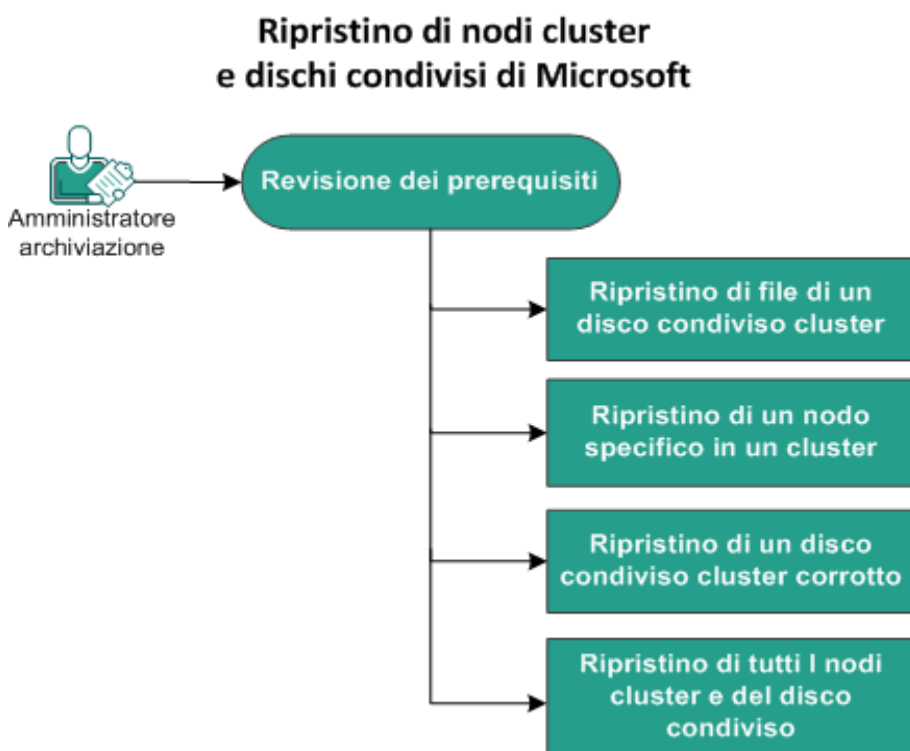 Ripristino di nodi cluster
e dischi condivisi di Microsoft
Amministratore
archiviazione
Revisione dei prerequisiti
Ripristino di file di un
disco condiviso cluster
Ripristino di un nodo
specifico in un cluster
Ripristino di un disco
condiviso cluster corrotto
Ripristino di tutti I nodi
cluster e del disco
condiviso